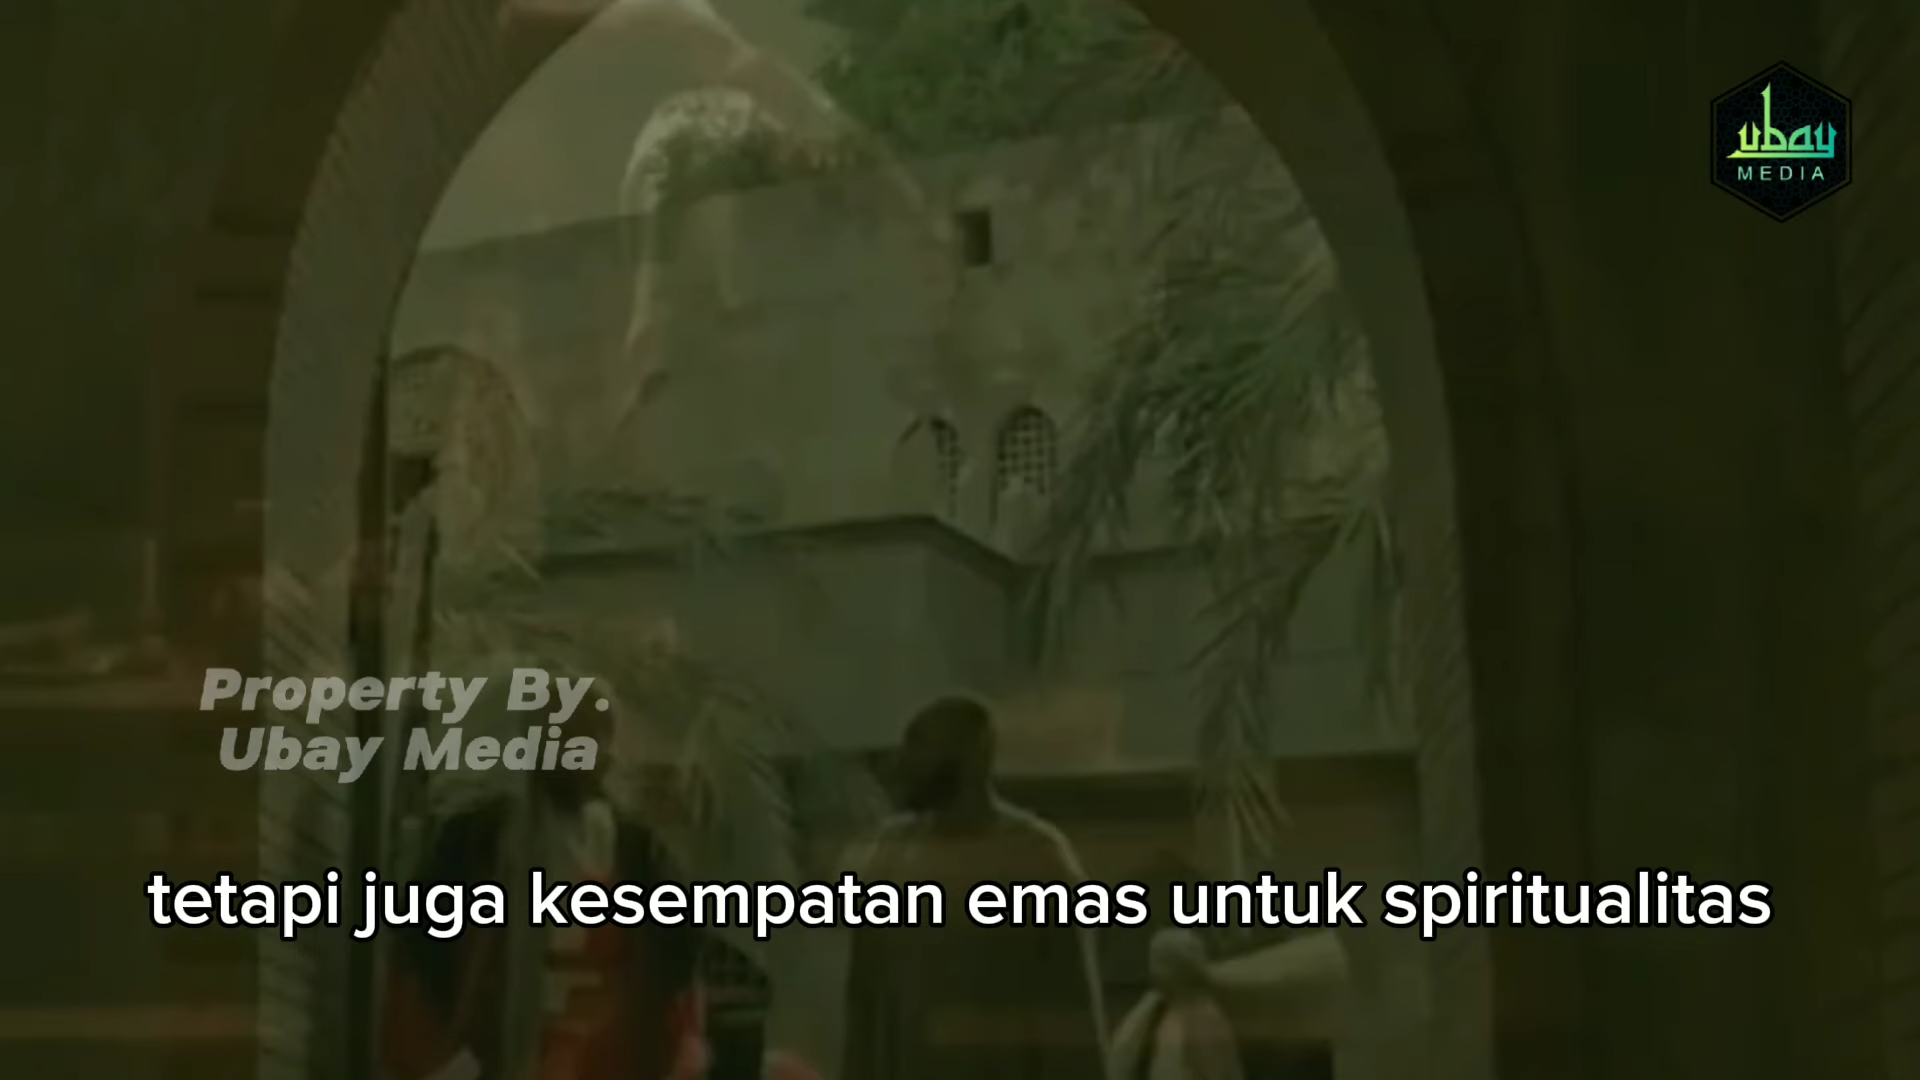 ubay
MEDIA
Property By.
Ubay Media
tetapi juga kesempatan emas untuk spiritualitas